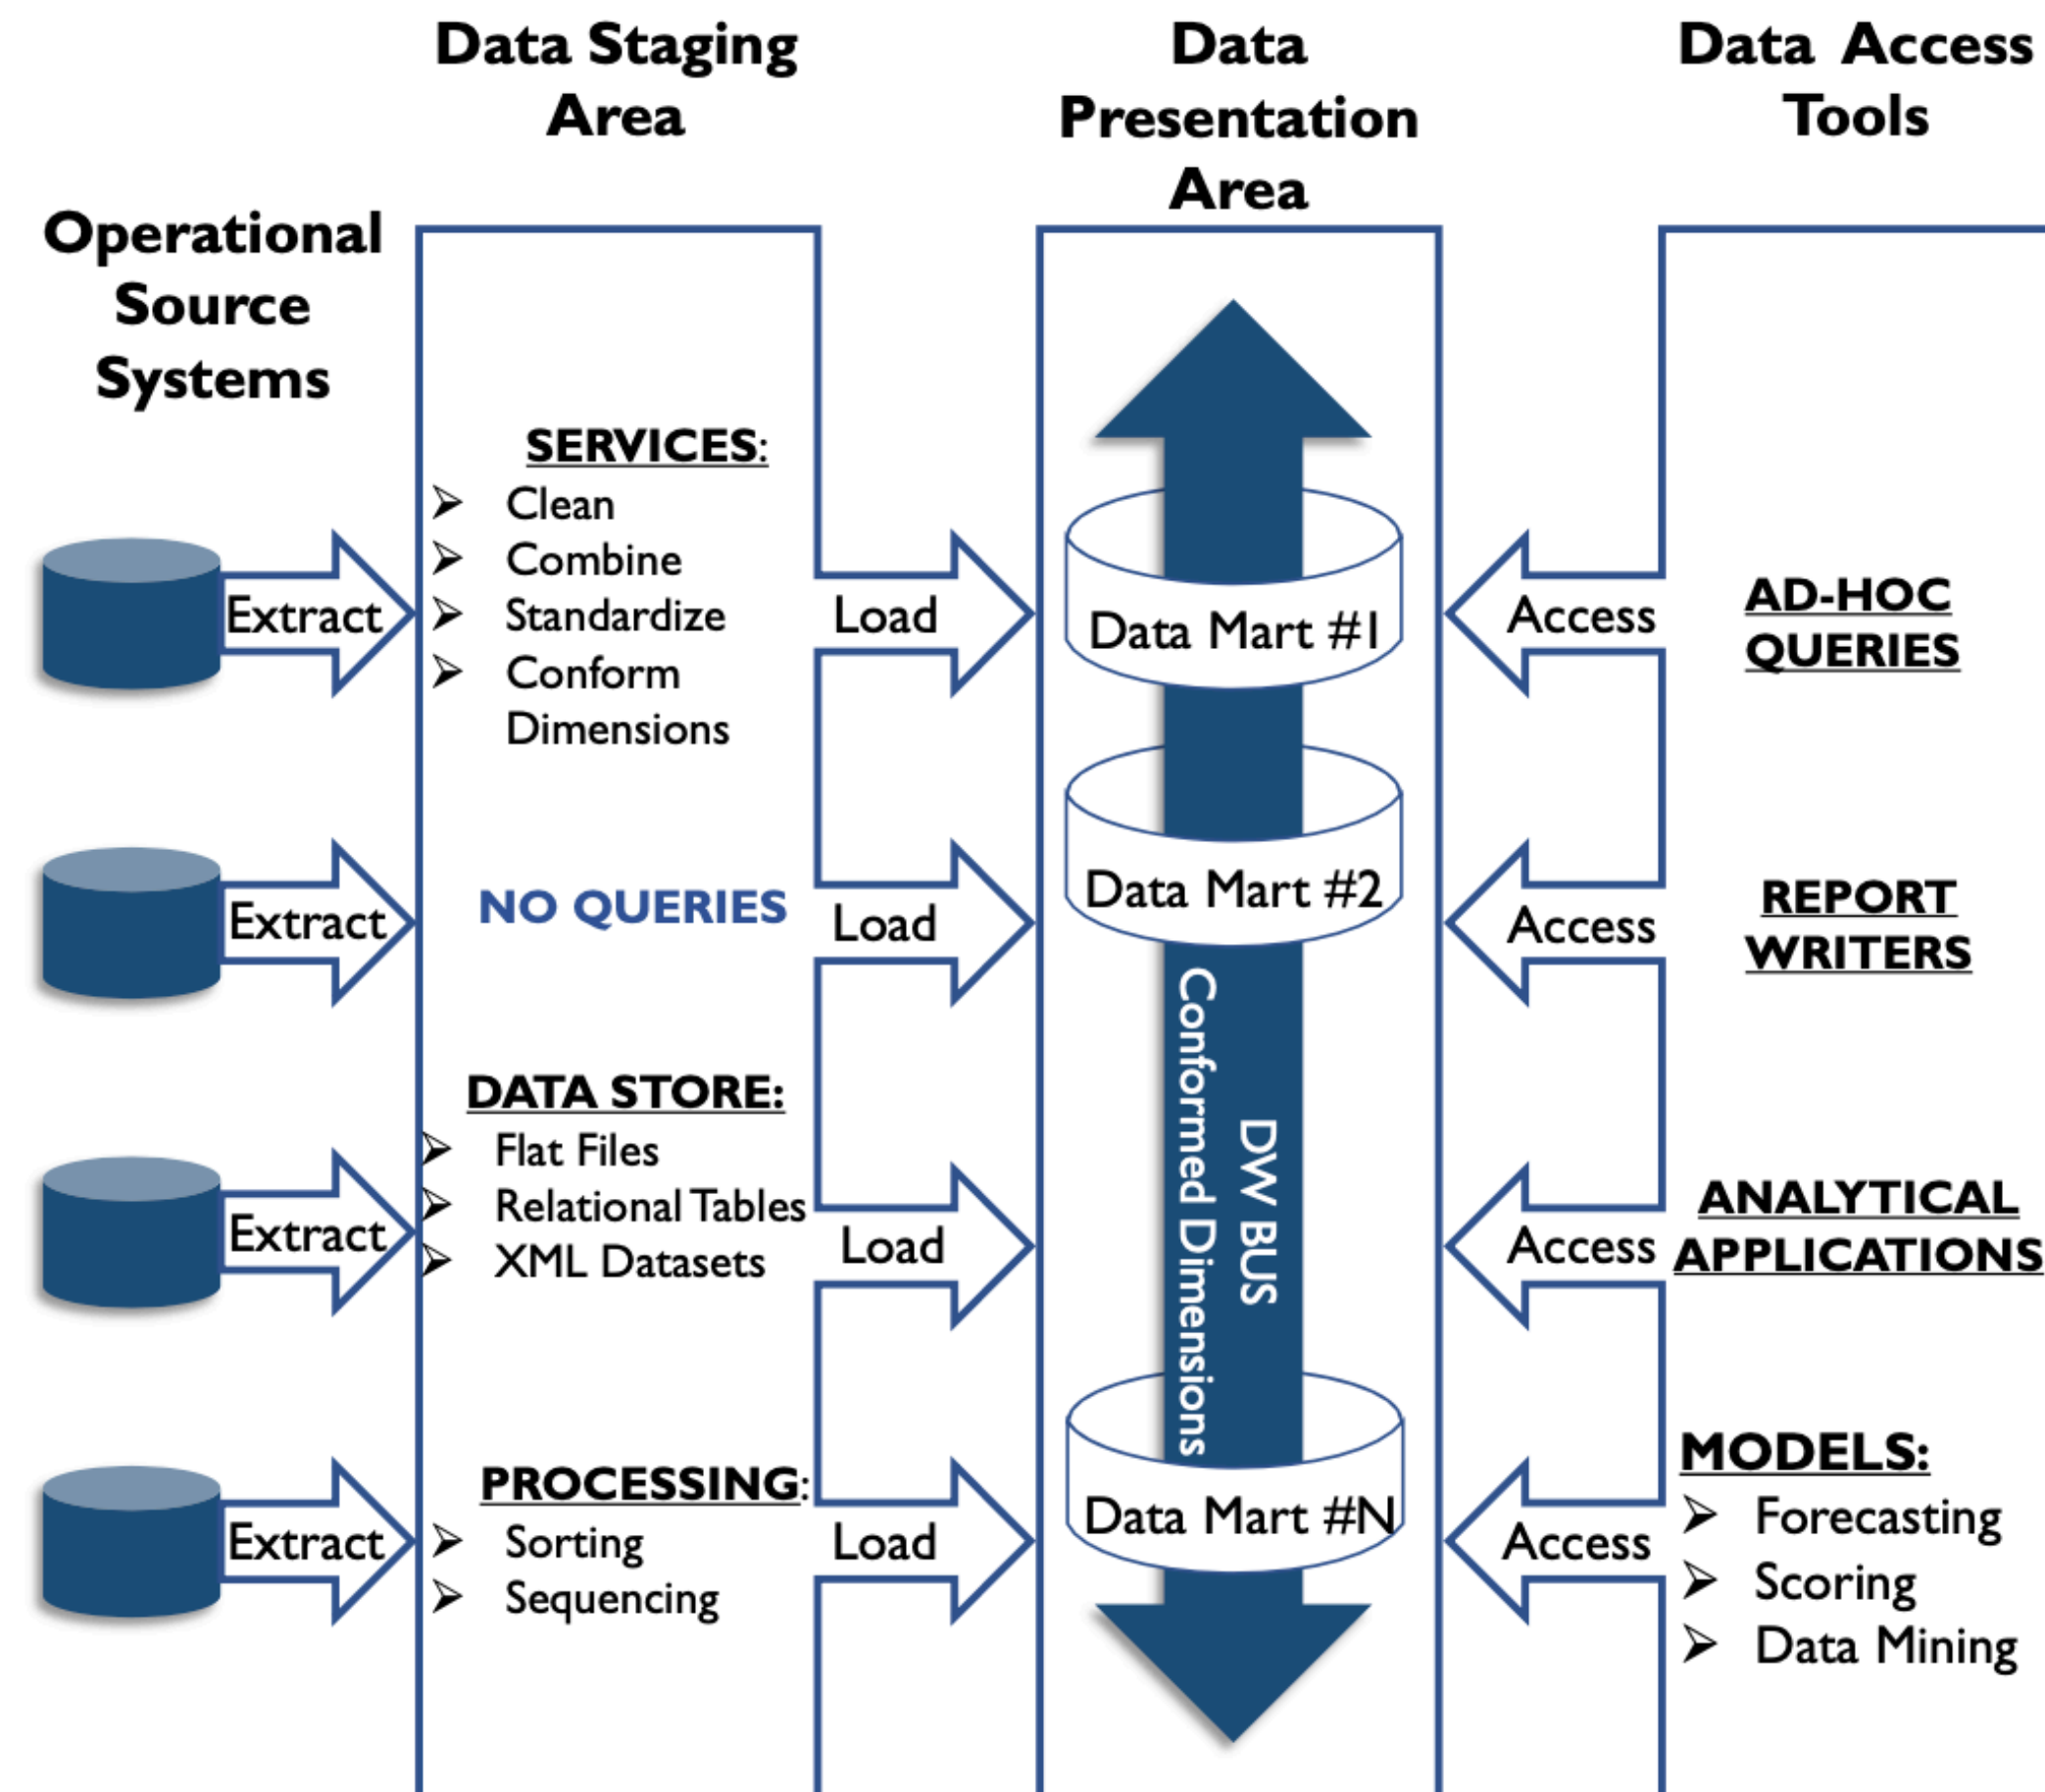 Data Staging
Area
Data
Presentation
Area
Data Access
Tools
Operational
Source
Systems
SERVICES:
Clean
Combine
Standardize
Conform
Dimensions
NO QUERIES
DATA STORE:
Flat Files
Relational Tables
XML Datasets
PROCESSING:
Sorting
Sequencing
Extract
Extract
Extract
Extract
Load
Load
Load
Load
Data Mart #1
Data Mart #2
DW BUS
Conformed Dimensions
Data Mart #N
Access
Access
Access
Access
AD-HOC
QUERIES
REPORT
WRITERS
ANALYTICAL
APPLICATIONS
MODELS:
Forecasting
Scoring
Data Mining